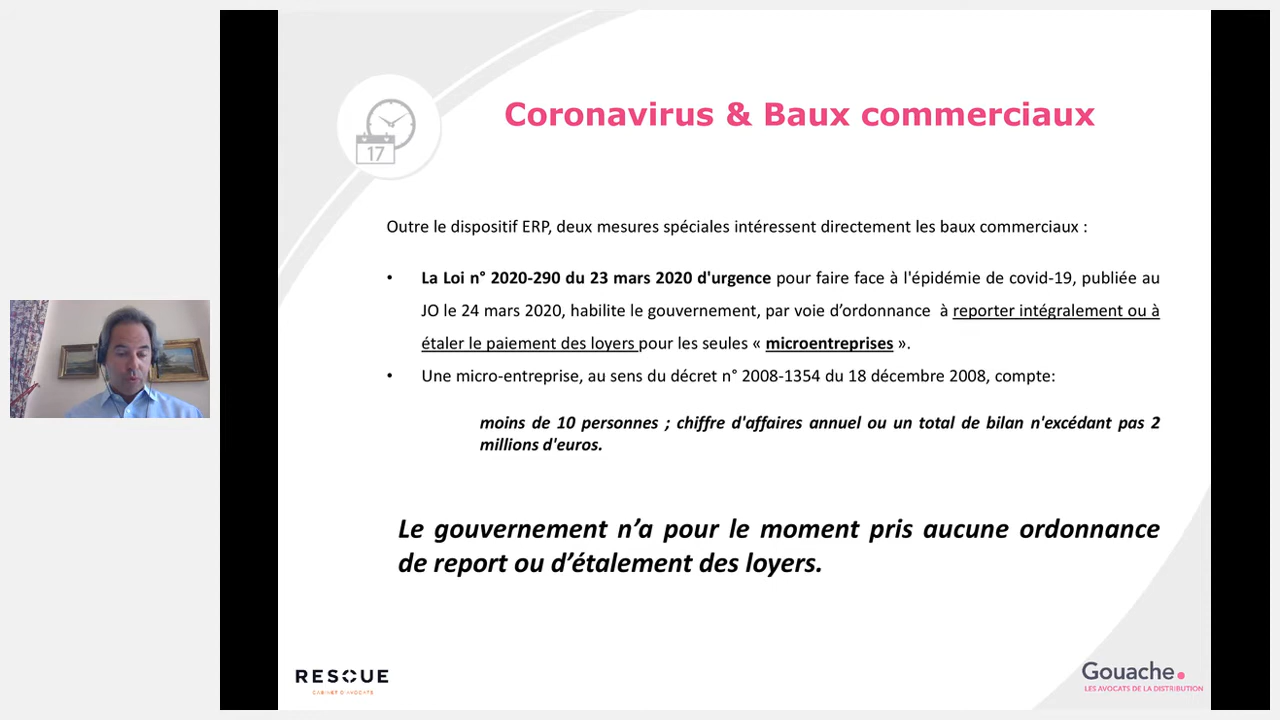 Coronavirus & Baux commerciaux
17
Outre le dispositif ERP, deux mesures spéciales intéressent directement les baux commerciaux :
• La Loi n° 2020-290 du 23 mars 2020 d'urgence pour faire face à l'épidémie de covid-19, publiée au
JO le 24 mars 2020, habilite le gouvernement, par voie d’ordonnance à reporter intégralement ou à
étaler le paiement des loyers pour les seules « microentreprises ».
• Une micro-entreprise, au sens du décret n° 2008-1354 du 18 décembre 2008, compte:
moins de 10 personnes ; chiffre d'affaires annuel ou un total de bilan n'excédant pas 2
millions d'euros.
Le gouvernement n’a pour le moment pris aucune ordonnance
de report ou d’étalement des loyers.
RESCUE
CABINET D'AVOCATS
Gouache.
LES AVOCATS DE LA DISTRIBUTION